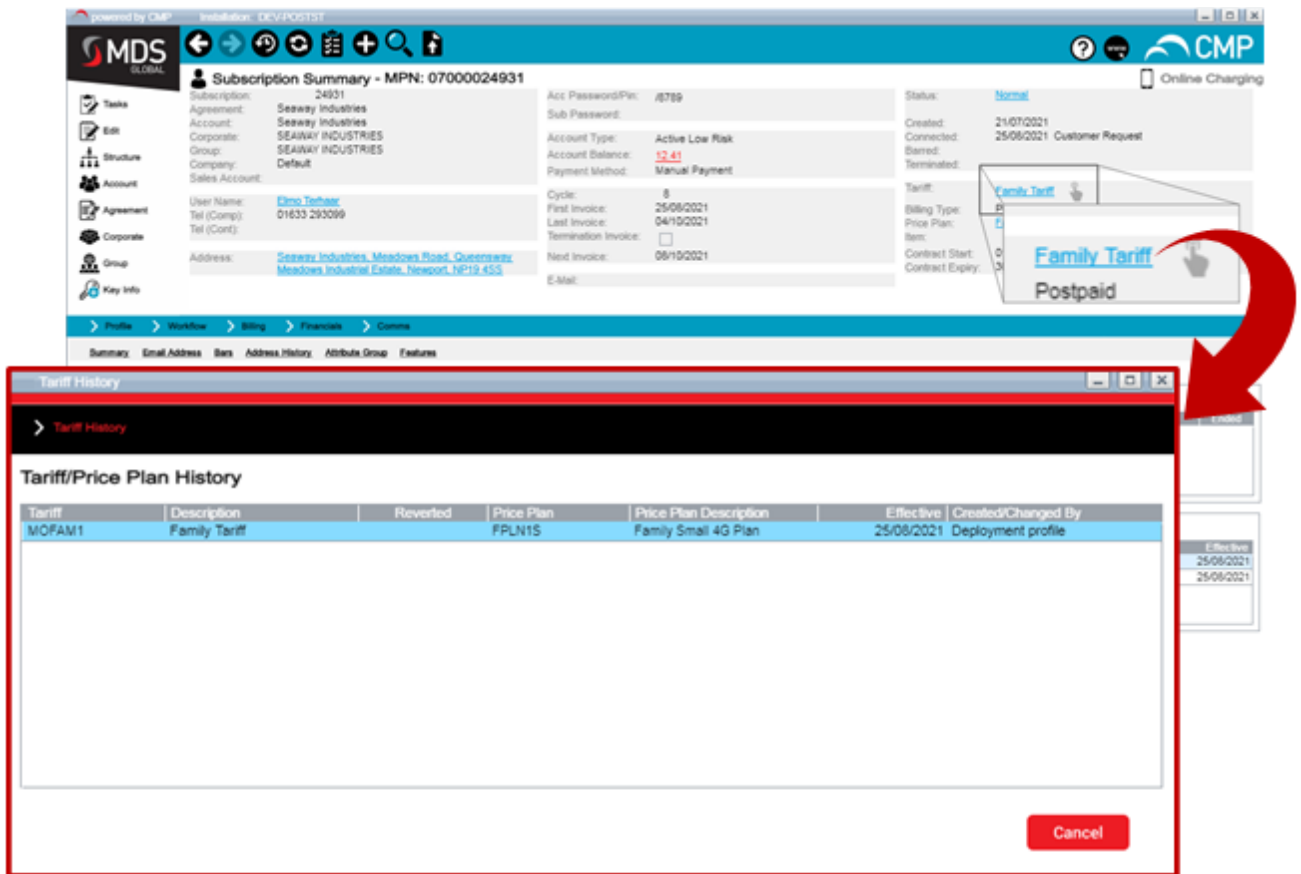 powered by CMP Installation: DEV-POSTST
MDS
GLOBAL
CMP
Subscription Summary - MPN: 07000024931
Online Charging
Tasks
Edit
Structure
Account
Agreement
Corporate
Group
Key Info
Subscription: 24931
Agreement: Seaway Industries
Account: Seaway Industries
Corporate: SEAWAY INDUSTRIES
Group: SEAWAY INDUSTRIES
Company: Default
Sales Account:
User Name: Elmo Terhaar
Tel (Comp): 01633 293099
Tel (Cont):
Address: Seaway Industries, Meadows Road, Queensway
Meadows Industrial Estate, Newport, NP19 4SS
Acc Password/Pin: /8789
Sub Password:
Account Type: Active Low Risk
Account Balance: 12.41
Payment Method: Manual Payment
Cycle: 6
First Invoice: 25/08/2021
Last Invoice: 04/10/2021
Termination Invoice:
Next Invoice: 06/10/2021
E-Mail:
Status: Normal
Created: 21/07/2021
Connected: 25/08/2021 Customer Request
Barred:
Terminated:
Tariff: Family Tariff
Billing Type:
Price Plan:
Item:
Contract Start:
Contract Expiry:
Family Tariff
Postpaid
Profile Workflow Billing Financials Comms
Summary Email Address Bars Address History Attribute Group Features
Ended
Effective
25/08/2021
25/08/2021
Tariff History
Tariff History
Tariff/Price Plan History
Tariff Description Reverted Price Plan Price Plan Description Effective Created/Changed By
MOFAM1 Family Tariff FPLN1S Family Small 4G Plan 25/08/2021 Deployment profile
Cancel